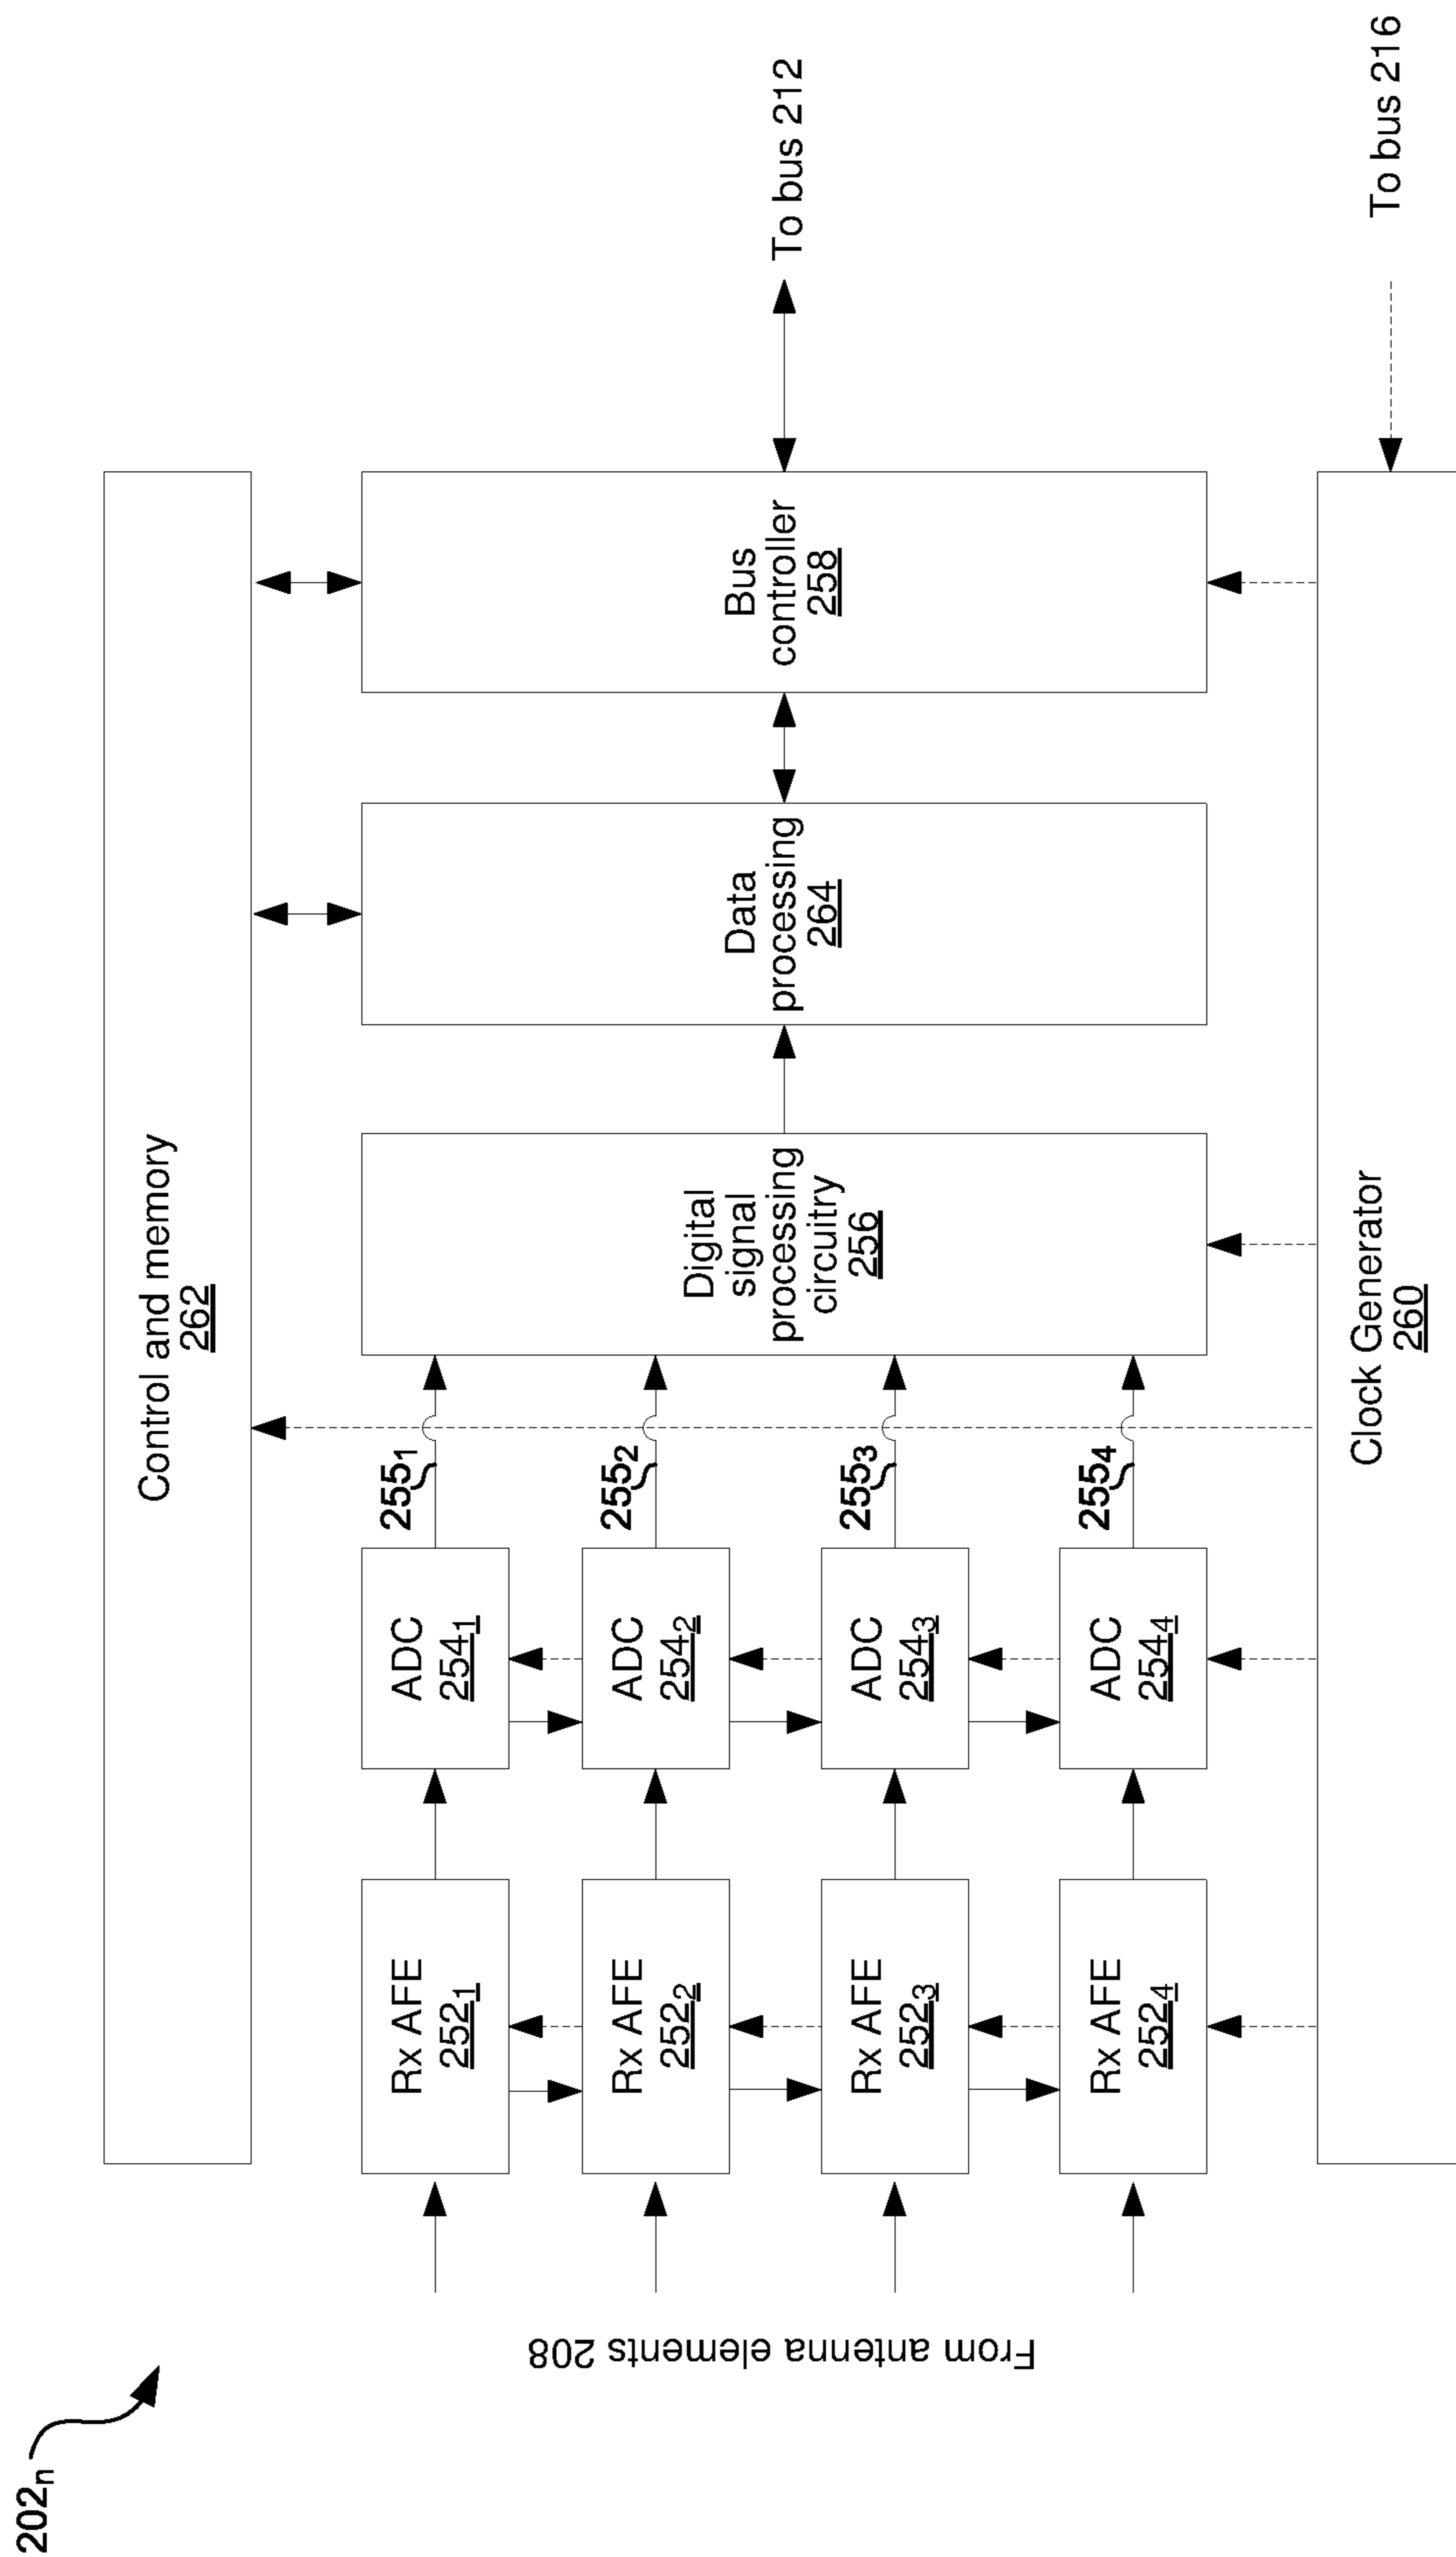 202n
Control and memory
262
From antenna elements 208
Rx AFE
252₁
ADC
254₁
255₁
Rx AFE
252₂
ADC
254₂
255₂
Rx AFE
252₃
ADC
254₃
255₃
Rx AFE
252₄
ADC
254₄
255₄
Digital
signal
processing
circuitry
256
Data
processing
264
Bus
controller
258
To bus 212
Clock Generator
260
To bus 216